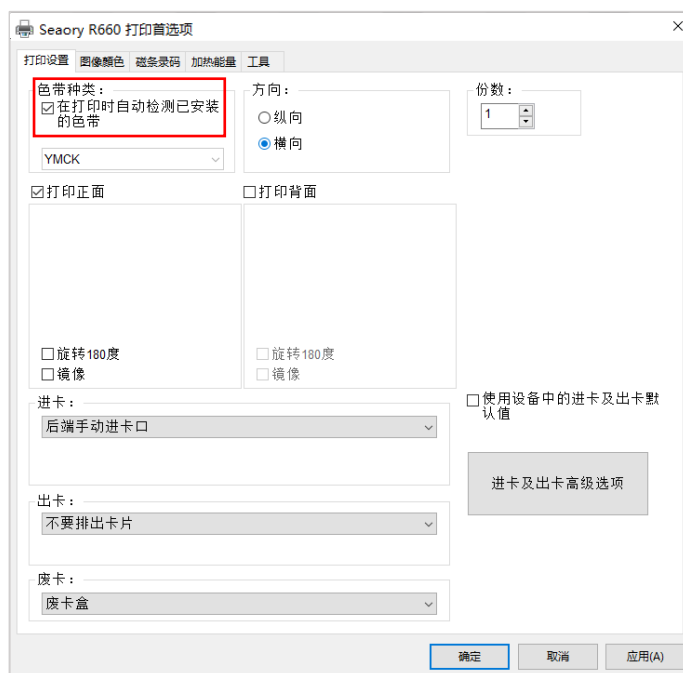 Seaory R660 打印首选项
打印设置 图像颜色 磁条录码 加热能量 工具
色带种类：
在打印时自动检测已安装
的色带
YMCK
方向：
纵向
横向
份数：
1
打印正面
打印背面
旋转180度
镜像
旋转180度
镜像
进卡：
后端手动进卡口
使用设备中的进卡及出卡默
认值
进卡及出卡高级选项
出卡：
不要排出卡片
废卡：
废卡盒
确定 取消 应用(A)